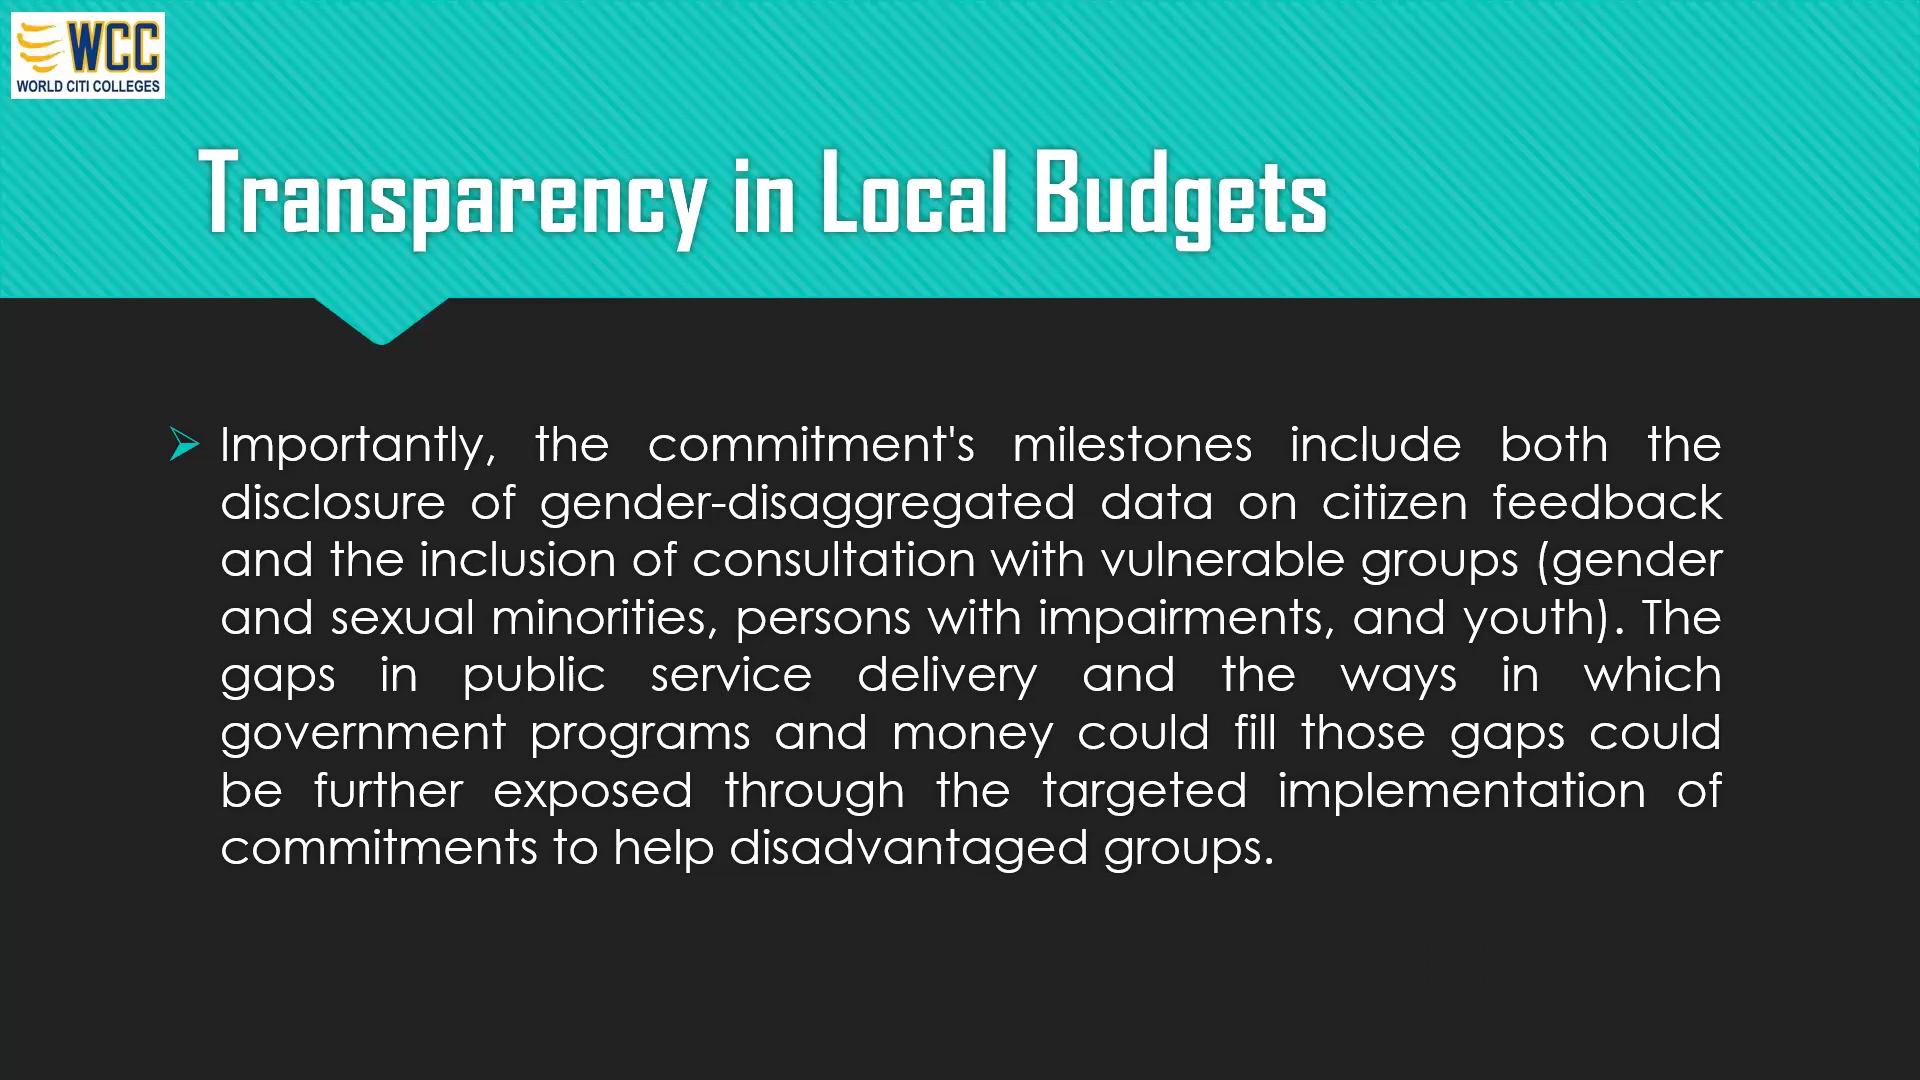 WCC
WORLD CITI COLLEGES
Transparency in Local Budgets
Importantly, the commitment's milestones include both the
disclosure of gender-disaggregated data on citizen feedback
and the inclusion of consultation with vulnerable groups (gender
and sexual minorities, persons with impairments, and youth). The
gaps in public service delivery and the ways in which
government programs and money could fill those gaps could
be further exposed through the targeted implementation of
commitments to help disadvantaged groups.